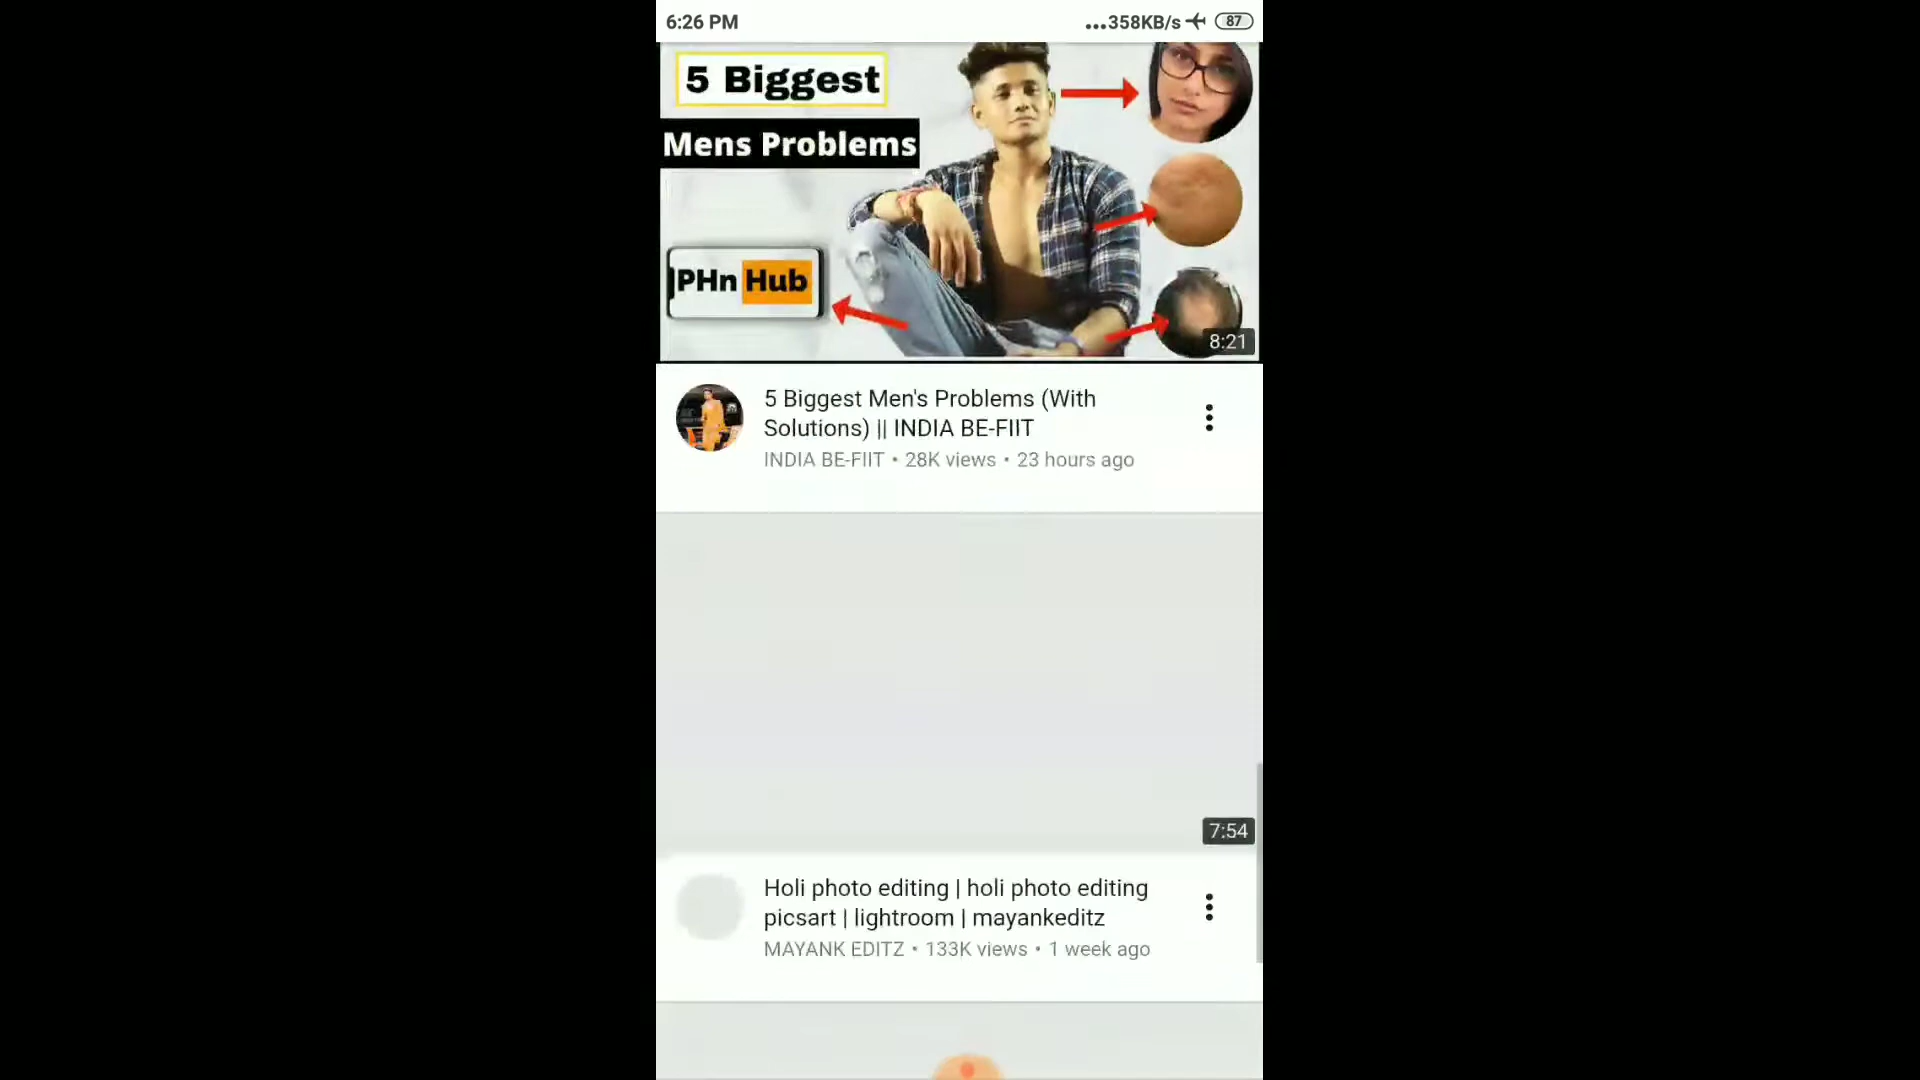 6:26 PM
...358KB/s
87
5 Biggest
Mens Problems
PHn Hub
8:21
5 Biggest Men's Problems (With
Solutions) || INDIA BE-FIIT
INDIA BE-FIIT • 28K views • 23 hours ago
7:54
Holi photo editing | holi photo editing
picsart | lightroom | mayankeditz
MAYANK EDITZ • 133K views • 1 week ago